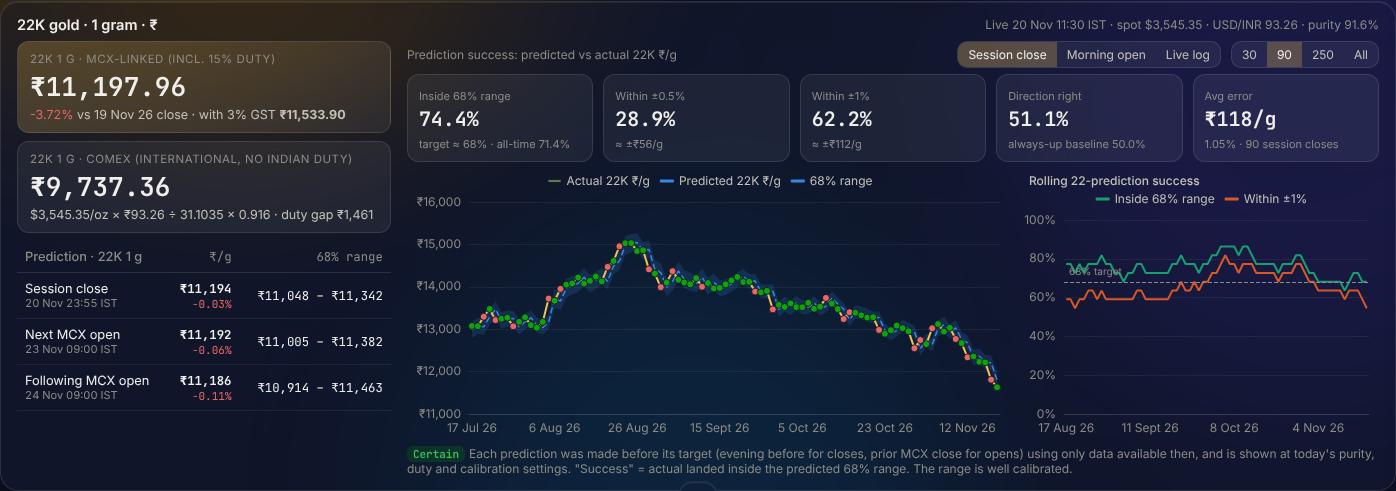 22K gold · 1 gram · ₹
Live 20 Nov 11:30 IST · spot $3,545.35 · USD/INR 93.26 · purity 91.6%
22K 1 G · MCX-LINKED (INCL. 15% DUTY)
₹11,197.96
-3.72% vs 19 Nov 26 close · with 3% GST ₹11,533.90
22K 1 G · COMEX (INTERNATIONAL, NO INDIAN DUTY)
₹9,737.36
$3,545.35/oz × ₹93.26 ÷ 31.1035 × 0.916 · duty gap ₹1,461
Prediction · 22K 1 g ₹/g 68% range
Session close ₹11,194 ₹11,048 – ₹11,342
20 Nov 23:55 IST -0.03%
Next MCX open ₹11,192 ₹11,005 – ₹11,382
23 Nov 09:00 IST -0.06%
Following MCX open ₹11,186 ₹10,914 – ₹11,463
24 Nov 09:00 IST -0.11%
Prediction success: predicted vs actual 22K ₹/g
Session close Morning open Live log 30 90 250 All
Inside 68% range
74.4%
target ≈ 68% · all-time 71.4%
Within ±0.5%
28.9%
≈ ±₹56/g
Within ±1%
62.2%
≈ ±₹112/g
Direction right
51.1%
always-up baseline 50.0%
Avg error
₹118/g
1.05% · 90 session closes
Actual 22K ₹/g Predicted 22K ₹/g 68% range
₹16,000
₹15,000
₹14,000
₹13,000
₹12,000
₹11,000
17 Jul 26 6 Aug 26 26 Aug 26 15 Sept 26 5 Oct 26 23 Oct 26 12 Nov 26
Rolling 22-prediction success
Inside 68% range Within ±1%
100%
80%
68% target
60%
40%
20%
0%
17 Aug 26 11 Sept 26 8 Oct 26 4 Nov 26
Certain Each prediction was made before its target (evening before for closes, prior MCX close for opens) using only data available then, and is shown at today's purity,
duty and calibration settings. "Success" = actual landed inside the predicted 68% range. The range is well calibrated.